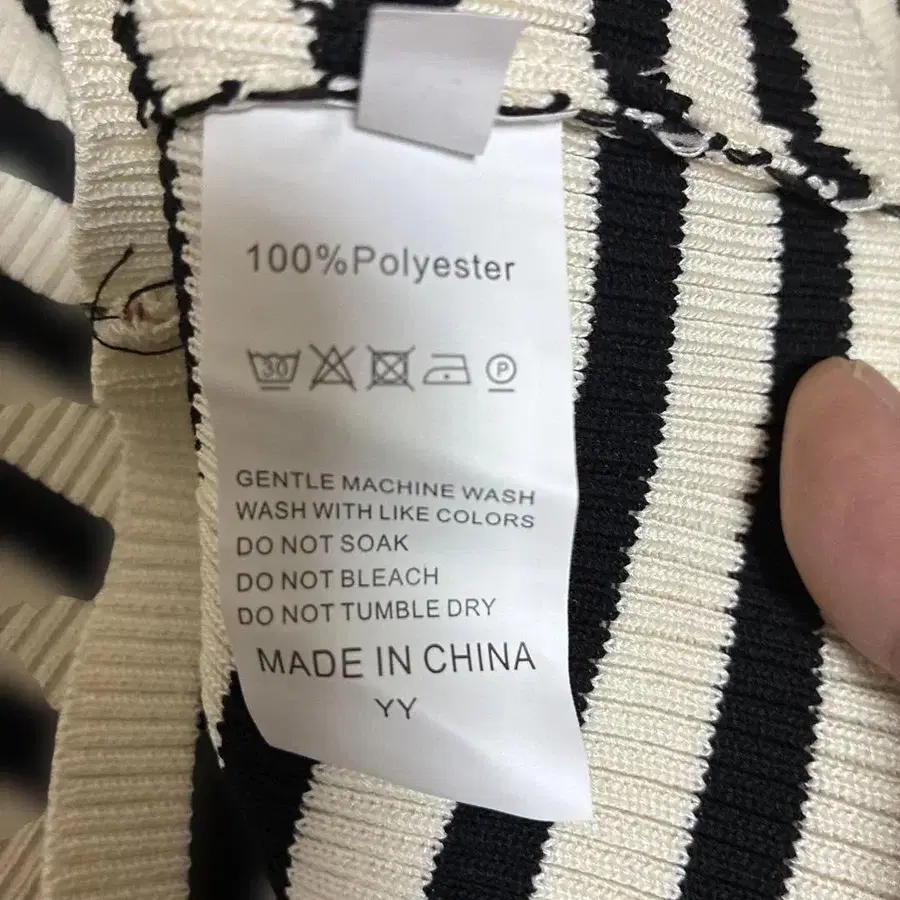 100%Polyester
30 P
GENTLE MACHINE WASH
WASH WITH LIKE COLORS
DO NOT SOAK
DO NOT BLEACH
DO NOT TUMBLE DRY
MADE IN CHINA
YY